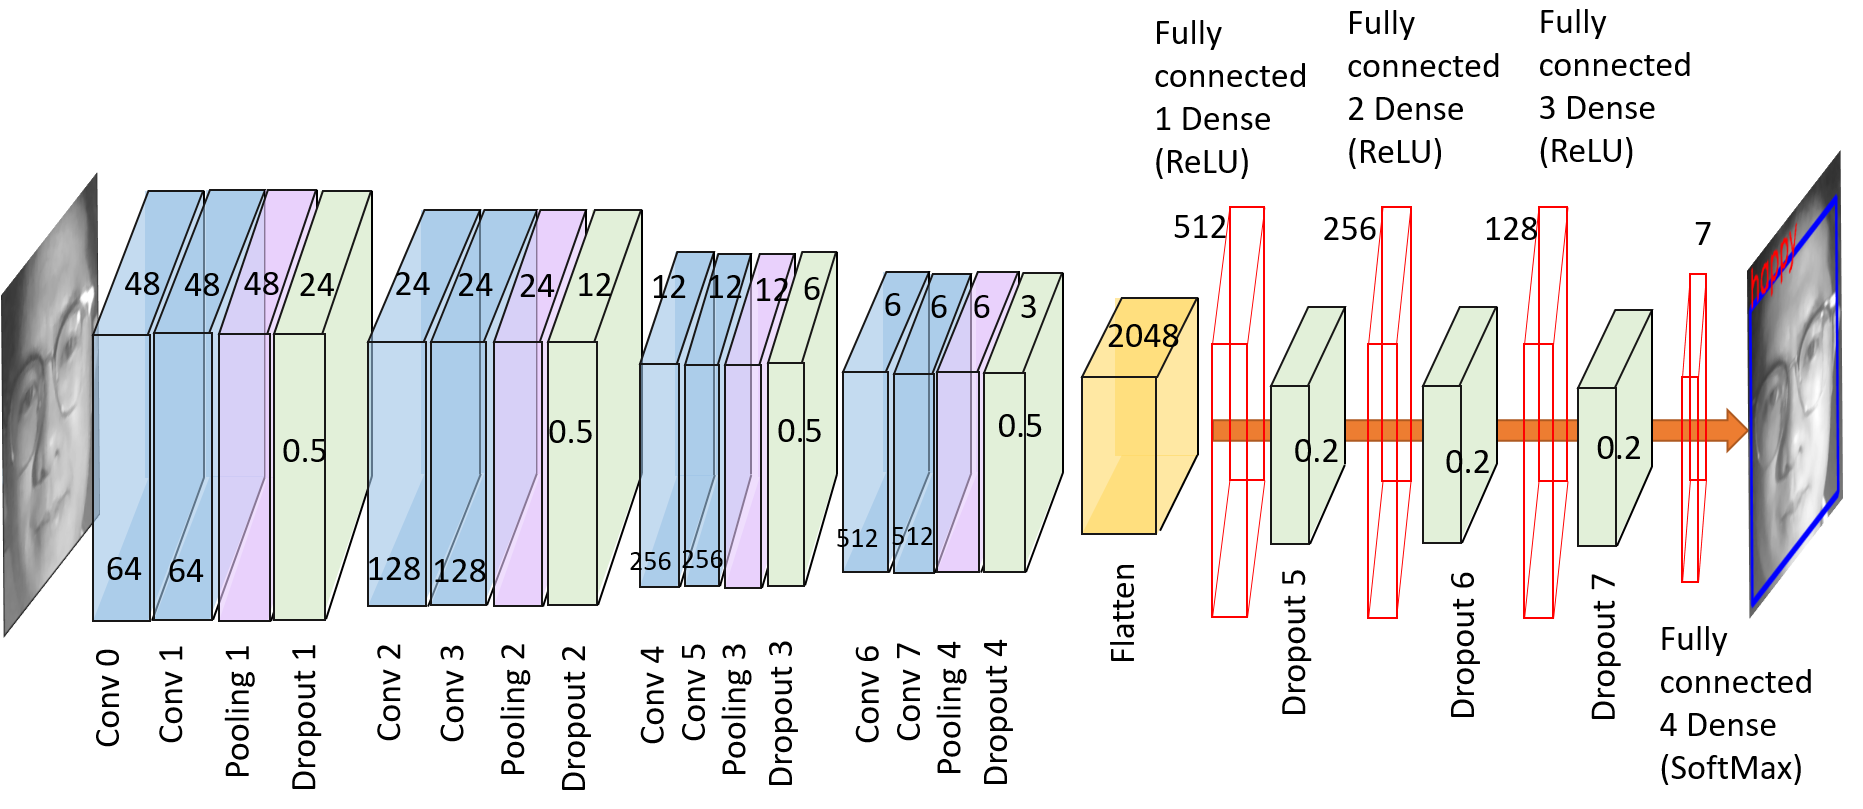 Fully
connected
1 Dense
(ReLU)
Fully
connected
2 Dense
(ReLU)
Fully
connected
3 Dense
(ReLU)
48
48
48
24
24
24
24
12
12
12
12
6
6
6
6
3
2048
512
256
128
7
happy
0.5
0.5
0.5
0.5
0.2
0.2
0.2
64
64
128
128
256
256
512
512
Conv 0
Conv 1
Pooling 1
Dropout 1
Conv 2
Conv 3
Pooling 2
Dropout 2
Conv 4
Conv 5
Pooling 3
Dropout 3
Conv 6
Conv 7
Pooling 4
Dropout 4
Flatten
Dropout 5
Dropout 6
Dropout 7
Fully
connected
4 Dense
(SoftMax)